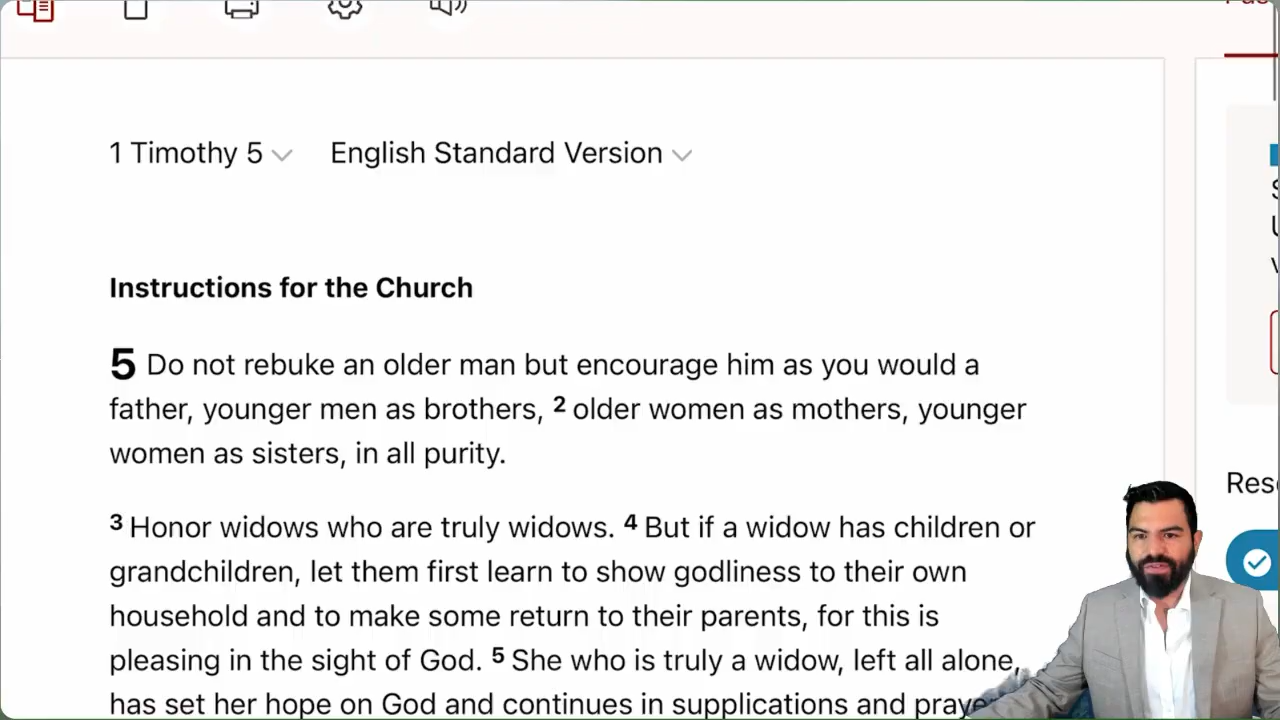 1 Timothy 5 English Standard Version
Instructions for the Church
5 Do not rebuke an older man but encourage him as you would a
father, younger men as brothers, 2 older women as mothers, younger
women as sisters, in all purity.
3 Honor widows who are truly widows. 4 But if a widow has children or
grandchildren, let them first learn to show godliness to their own
household and to make some return to their parents, for this is
pleasing in the sight of God. 5 She who is truly a widow, left all alone,
has set her hope on God and continues in supplications and